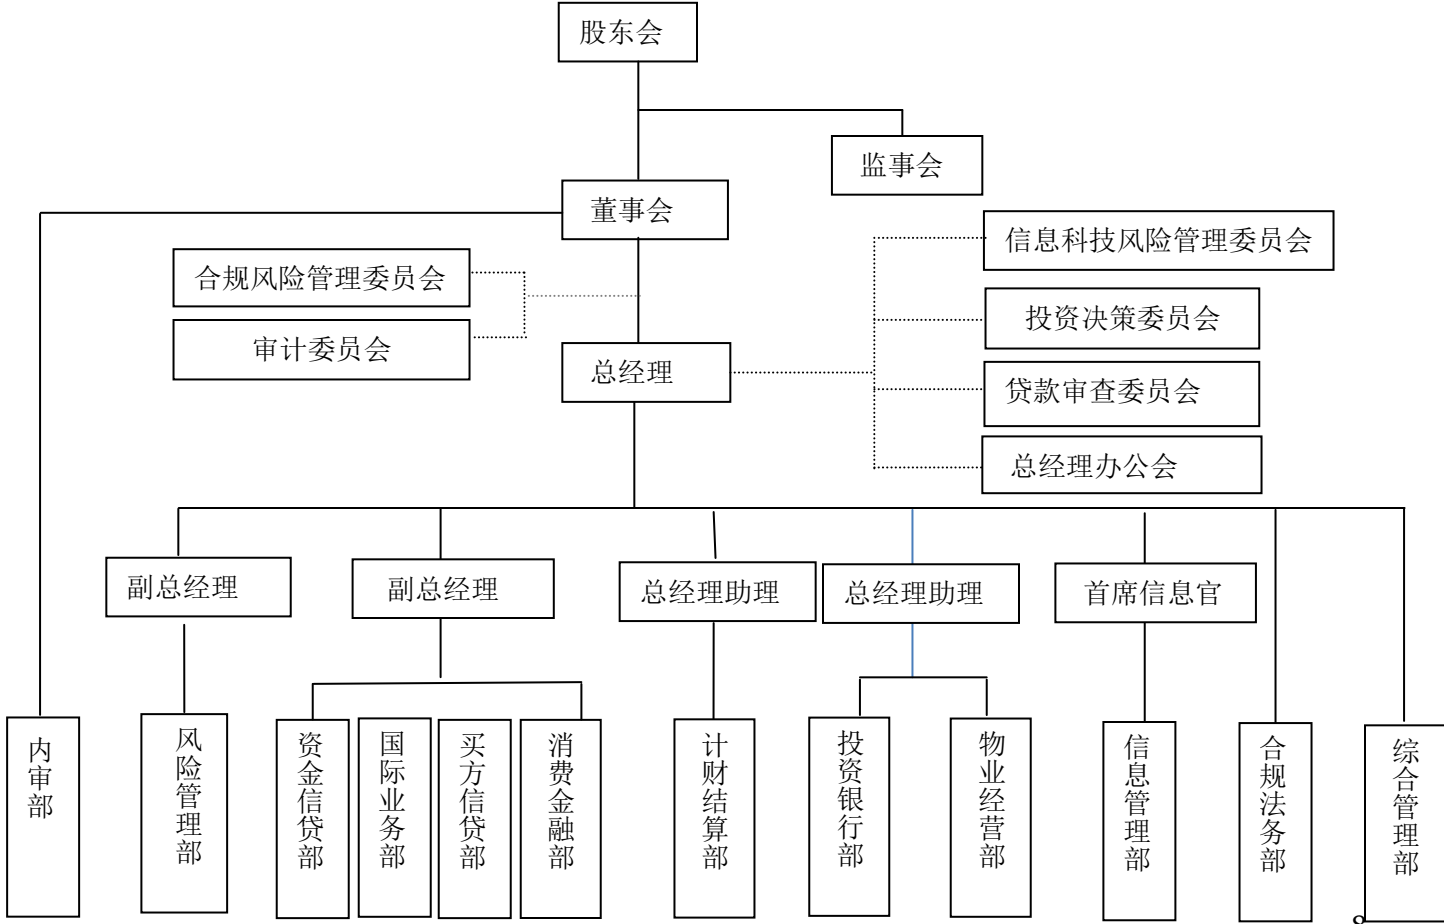 股东会
监事会
董事会
信息科技风险管理委员会
合规风险管理委员会
投资决策委员会
审计委员会
总经理
贷款审查委员会
总经理办公会
副总经理
副总经理
总经理助理
总经理助理
首席信息官
内审部
风险管理部
资金信贷部
国际业务部
买方信贷部
消费金融部
计财结算部
投资银行部
物业经营部
信息管理部
合规法务部
综合管理部